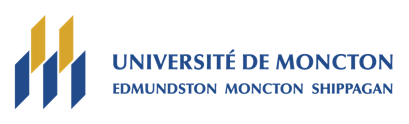 UNIVERSITÉ DE MONCTON
EDMUNDSTON MONCTON SHIPPAGAN